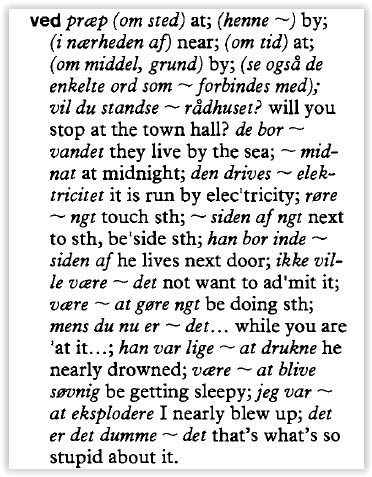 ved præp (om sted) at; (henne ~) by;
(i nærheden af) near; (om tid) at;
(om middel, grund) by; (se også de
enkelte ord som ~ forbindes med);
vil du standse ~ rådhuset? will you
stop at the town hall? de bor ~
vandet they live by the sea; ~ mid-
nat at midnight; den drives ~ elek-
tricitet it is run by elec'tricity; røre
~ ngt touch sth; ~ siden af ngt next
to sth, be'side sth; han bor inde ~
siden af he lives next door; ikke vil-
le være ~ det not want to ad'mit it;
være ~ at gøre ngt be doing sth;
mens du nu er ~ det... while you are
'at it...; han var lige ~ at drukne he
nearly drowned; være ~ at blive
søvnig be getting sleepy; jeg var ~
at eksplodere I nearly blew up; det
er det dumme ~ det that's what's so
stupid about it.